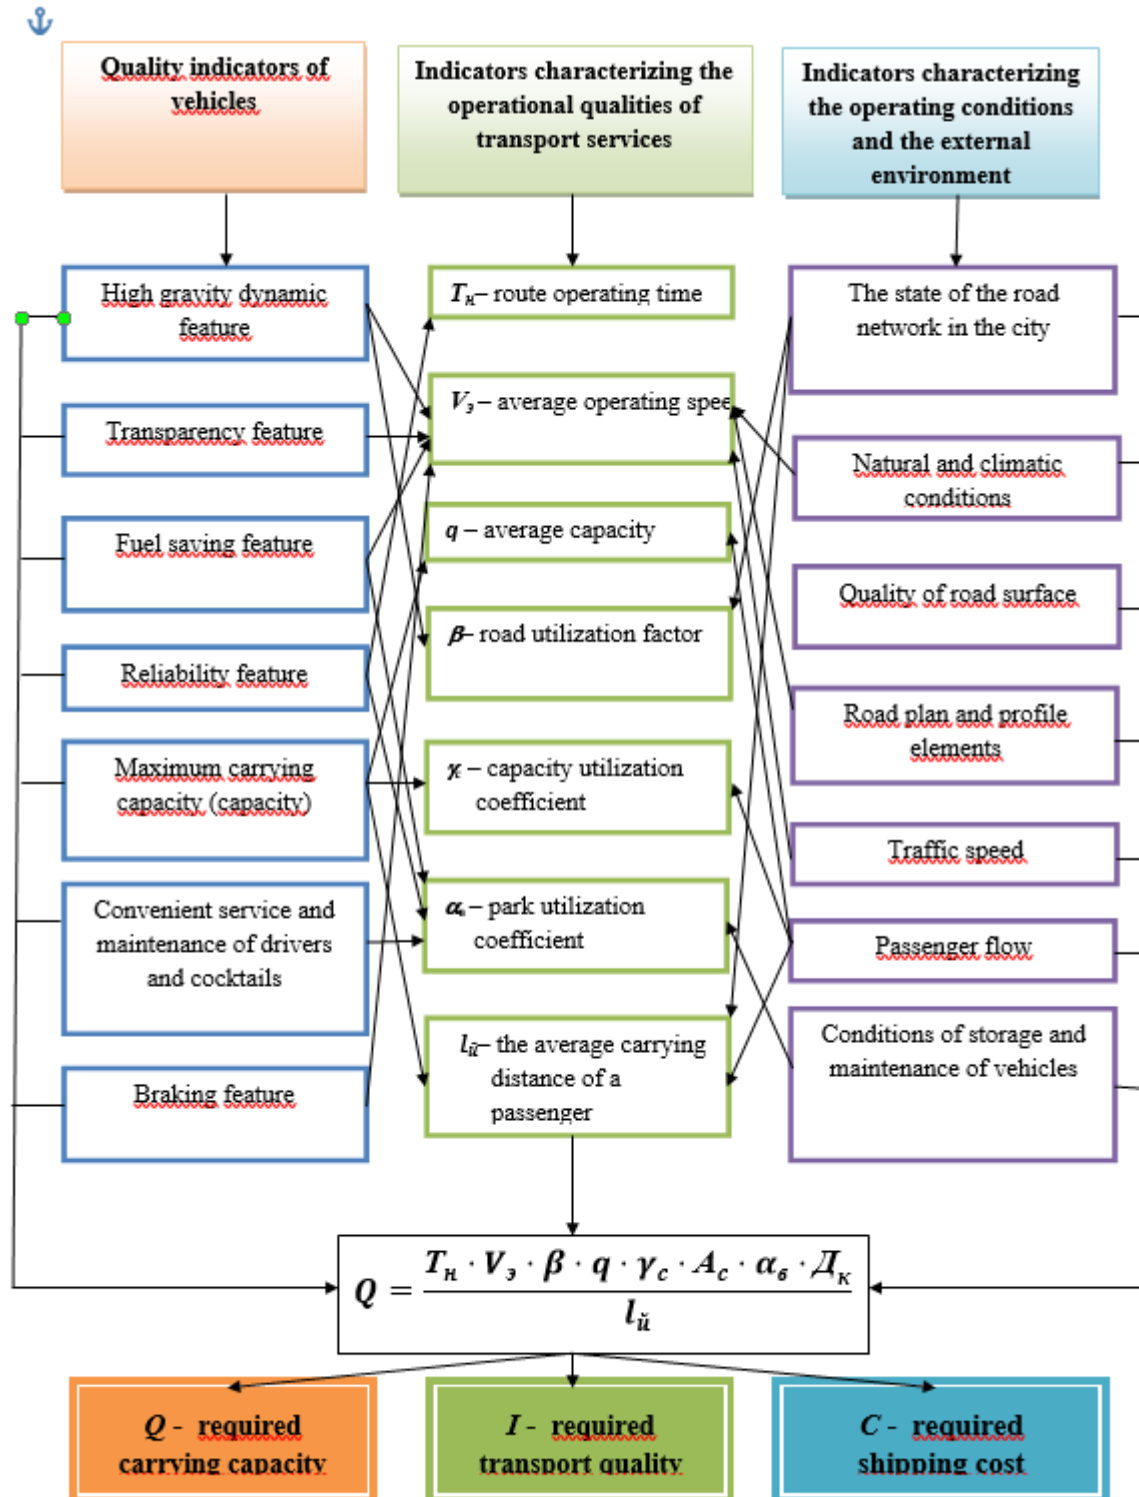 Quality indicators of
vehicles
Indicators characterizing the
operational qualities of
transport services
Indicators characterizing
the operating conditions
and the external
environment
High gravity dynamic
feature
Transparency feature
Fuel saving feature
Reliability feature
Maximum carrying
capacity (capacity)
Convenient service and
maintenance of drivers
and cocktails
Braking feature
Tн – route operating time
Vэ – average operating spee
q – average capacity
β – road utilization factor
γc – capacity utilization
coefficient
αв – park utilization
coefficient
lй – the average carrying
distance of a
passenger
The state of the road
network in the city
Natural and climatic
conditions
Quality of road surface
Road plan and profile
elements
Traffic speed
Passenger flow
Conditions of storage and
maintenance of vehicles
Q = Tн · Vэ · β · q · γc · Ac · αв · Дк / lй
Q - required
carrying capacity
I - required
transport quality
C - required
shipping cost